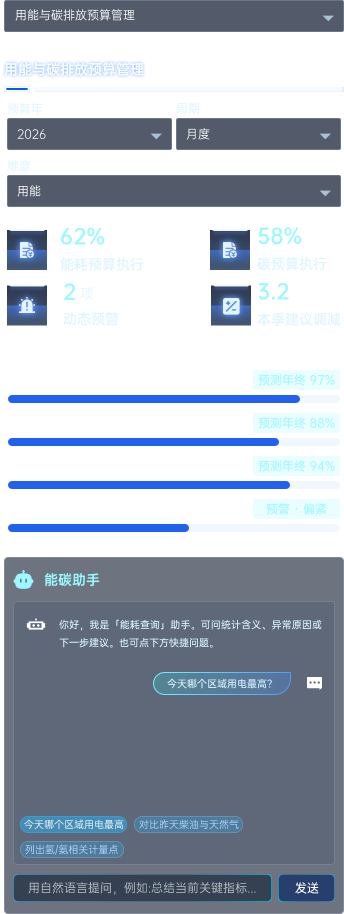 用能与碳排放预算管理
用能与碳排放预算管理
预算年
周期
2026
月度
维度
用能
62%
能耗预算执行
58%
碳预算执行
2项
动态预警
3.2
本季建议调减
预测年终 97%
预测年终 88%
预测年终 94%
预警 · 偏紧
能碳助手
你好，我是「能耗查询」助手。可问统计含义、异常原因或
下一步建议。也可点下方快捷问题。
今天哪个区域用电最高?
今天哪个区域用电最高
对比昨天柴油与天然气
列出氢/氨相关计量点
用自然语言提问，例如:总结当前关键指标...
发送